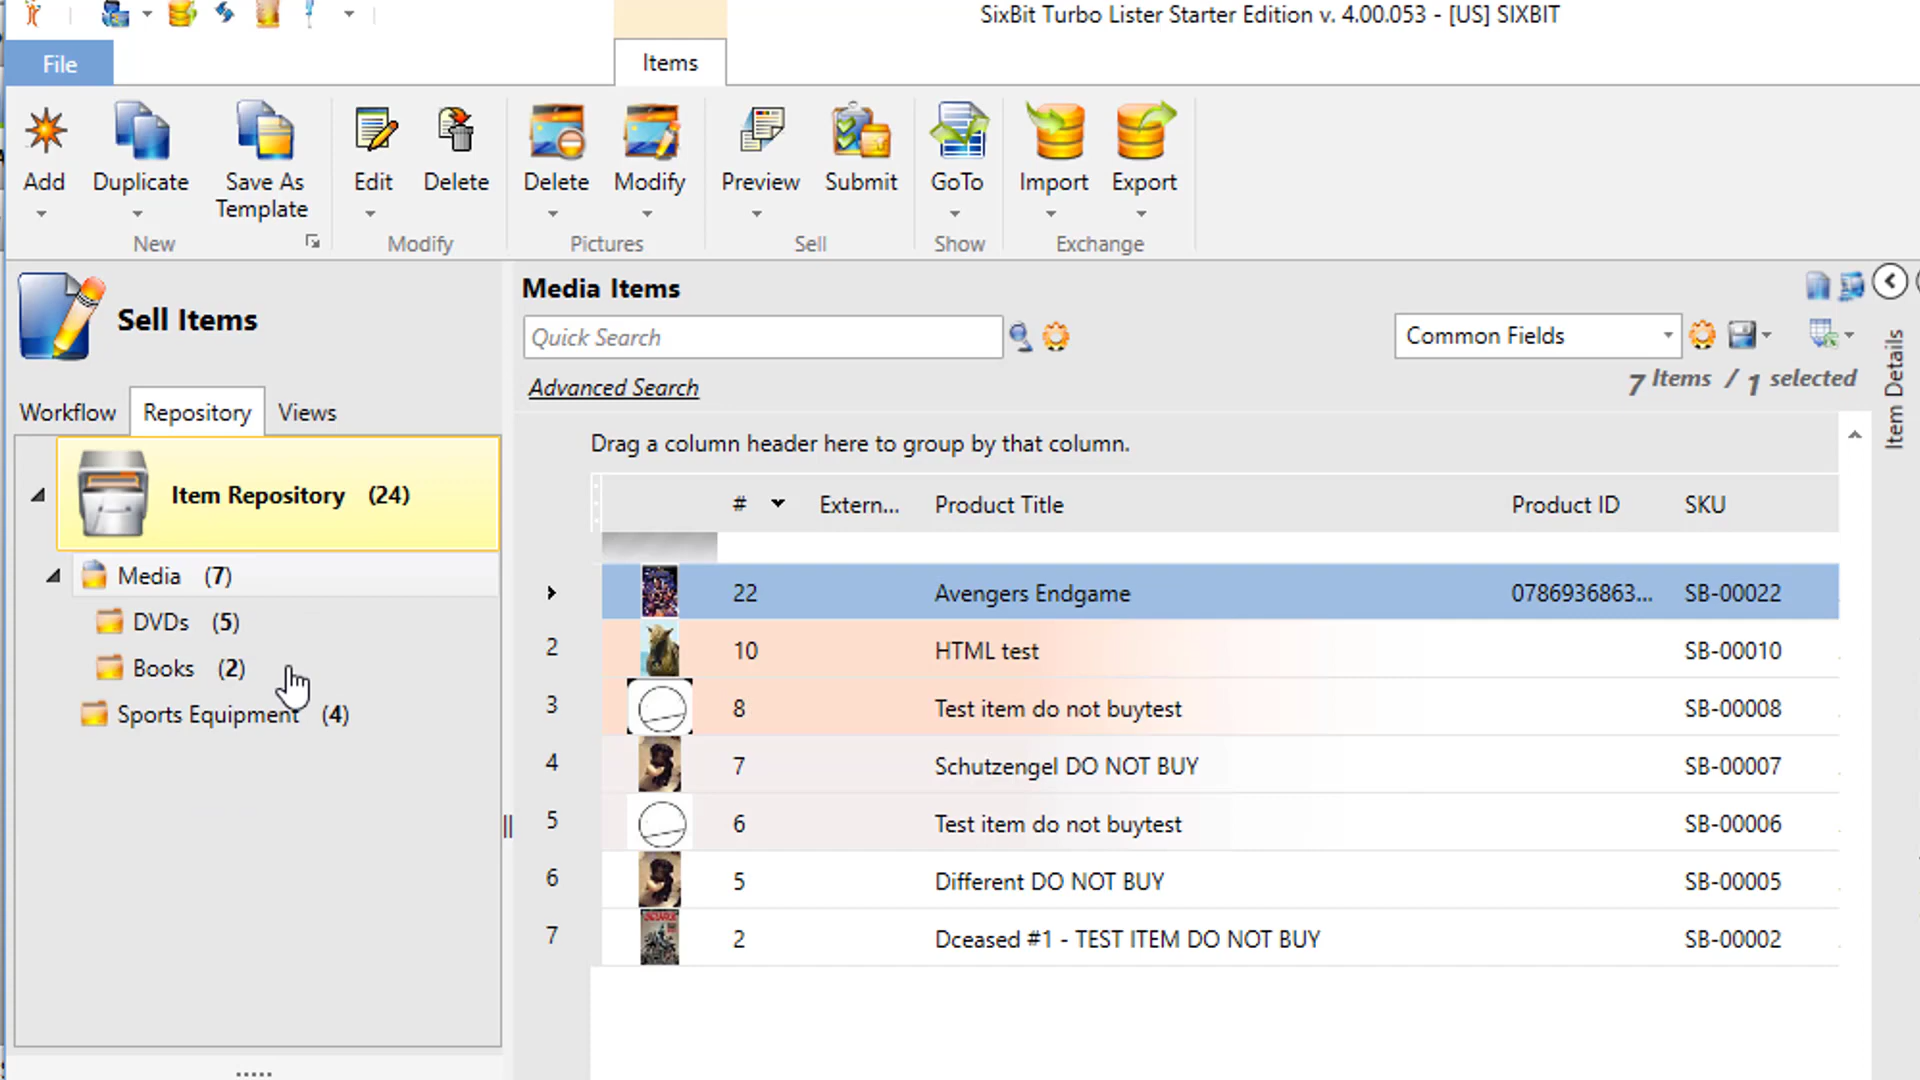 SixBit Turbo Lister Starter Edition v. 4.00.053 - [US] SIXBIT
File
Items
Add
Duplicate
Save As
Template
Edit
Delete
Delete
Modify
Preview
Submit
GoTo
Import
Export
New
Modify
Pictures
Sell
Show
Exchange
Sell Items
Workflow
Repository
Views
Item Repository (24)
Media (7)
DVDs (5)
Books (2)
Sports Equipment (4)
Media Items
Quick Search
Common Fields
Advanced Search
7 Items / 1 selected
Item Details
Drag a column header here to group by that column.
# Extern... Product Title Product ID SKU
22 Avengers Endgame 0786936863... SB-00022
2 10 HTML test SB-00010
3 8 Test item do not buytest SB-00008
4 7 Schutzengel DO NOT BUY SB-00007
5 6 Test item do not buytest SB-00006
6 5 Different DO NOT BUY SB-00005
7 2 Dceased #1 - TEST ITEM DO NOT BUY SB-00002